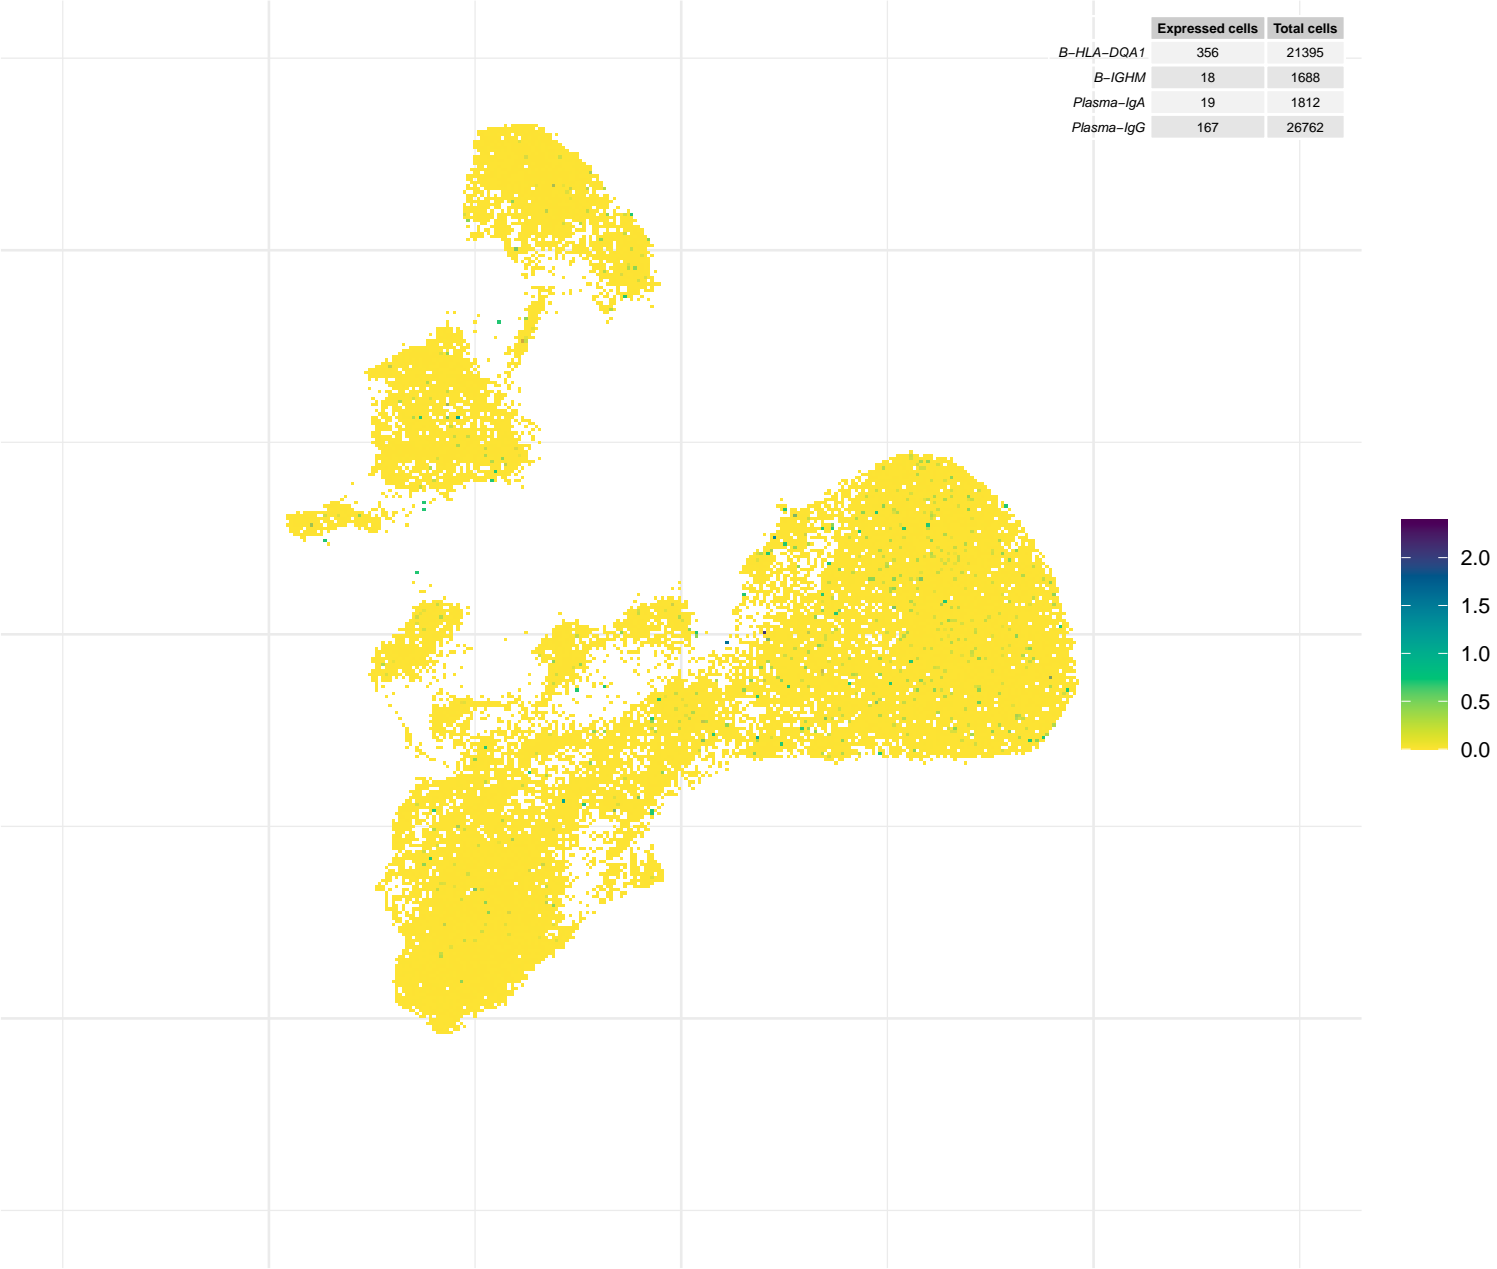 Expressed cells Total cells
B−HLA−DQA1 356 21395
B−IGHM 18 1688
Plasma−IgA 19 1812
Plasma−IgG 167 26762
2.0
1.5
1.0
0.5
0.0